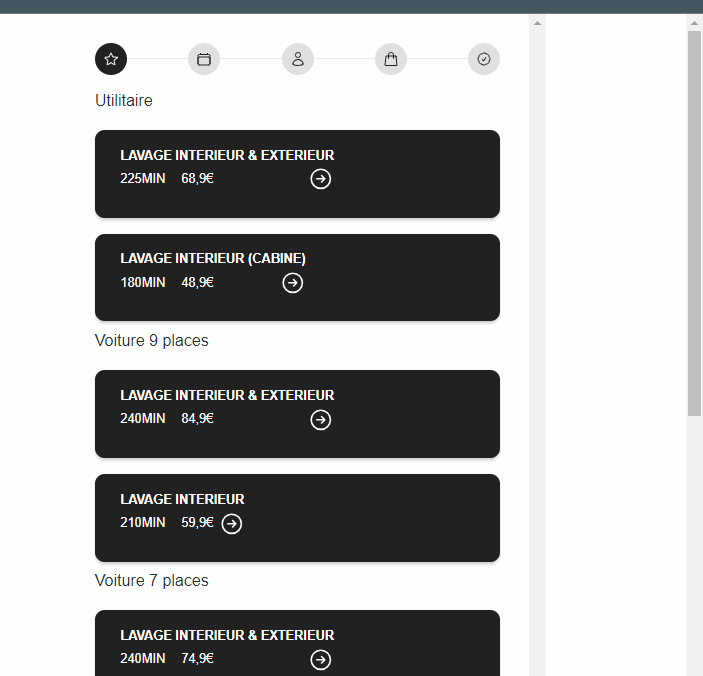 Utilitaire
LAVAGE INTERIEUR & EXTERIEUR
225MIN 68,9€
LAVAGE INTERIEUR (CABINE)
180MIN 48,9€
Voiture 9 places
LAVAGE INTERIEUR & EXTERIEUR
240MIN 84,9€
LAVAGE INTERIEUR
210MIN 59,9€
Voiture 7 places
LAVAGE INTERIEUR & EXTERIEUR
240MIN 74,9€